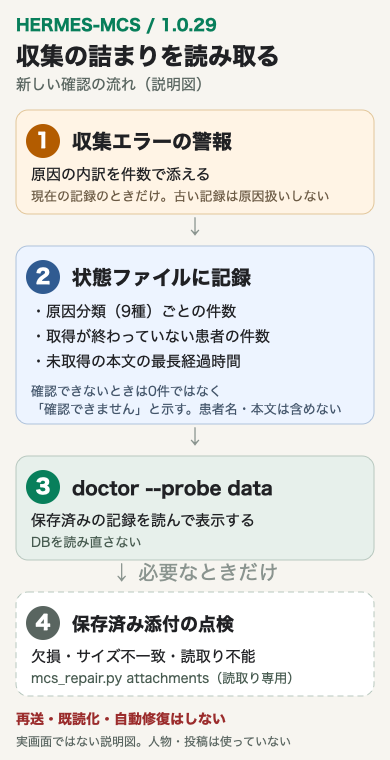 HERMES-MCS / 1.0.29
収集の詰まりを読み取る
新しい確認の流れ（説明図）
1 収集エラーの警報
原因の内訳を件数で添える
現在の記録のときだけ。古い記録は原因扱いしない
↓
2 状態ファイルに記録
・原因分類（9種）ごとの件数
・取得が終わっていない患者の件数
・未取得の本文の最長経過時間
確認できないときは0件ではなく
「確認できません」と示す。患者名・本文は含めない
↓
3 doctor --probe data
保存済みの記録を読んで表示する
DBを読み直さない
↓ 必要なときだけ
4 保存済み添付の点検
欠損・サイズ不一致・読取り不能
mcs_repair.py attachments（読取り専用）
再送・既読化・自動修復はしない
実画面ではない説明図。人物・投稿は使っていない